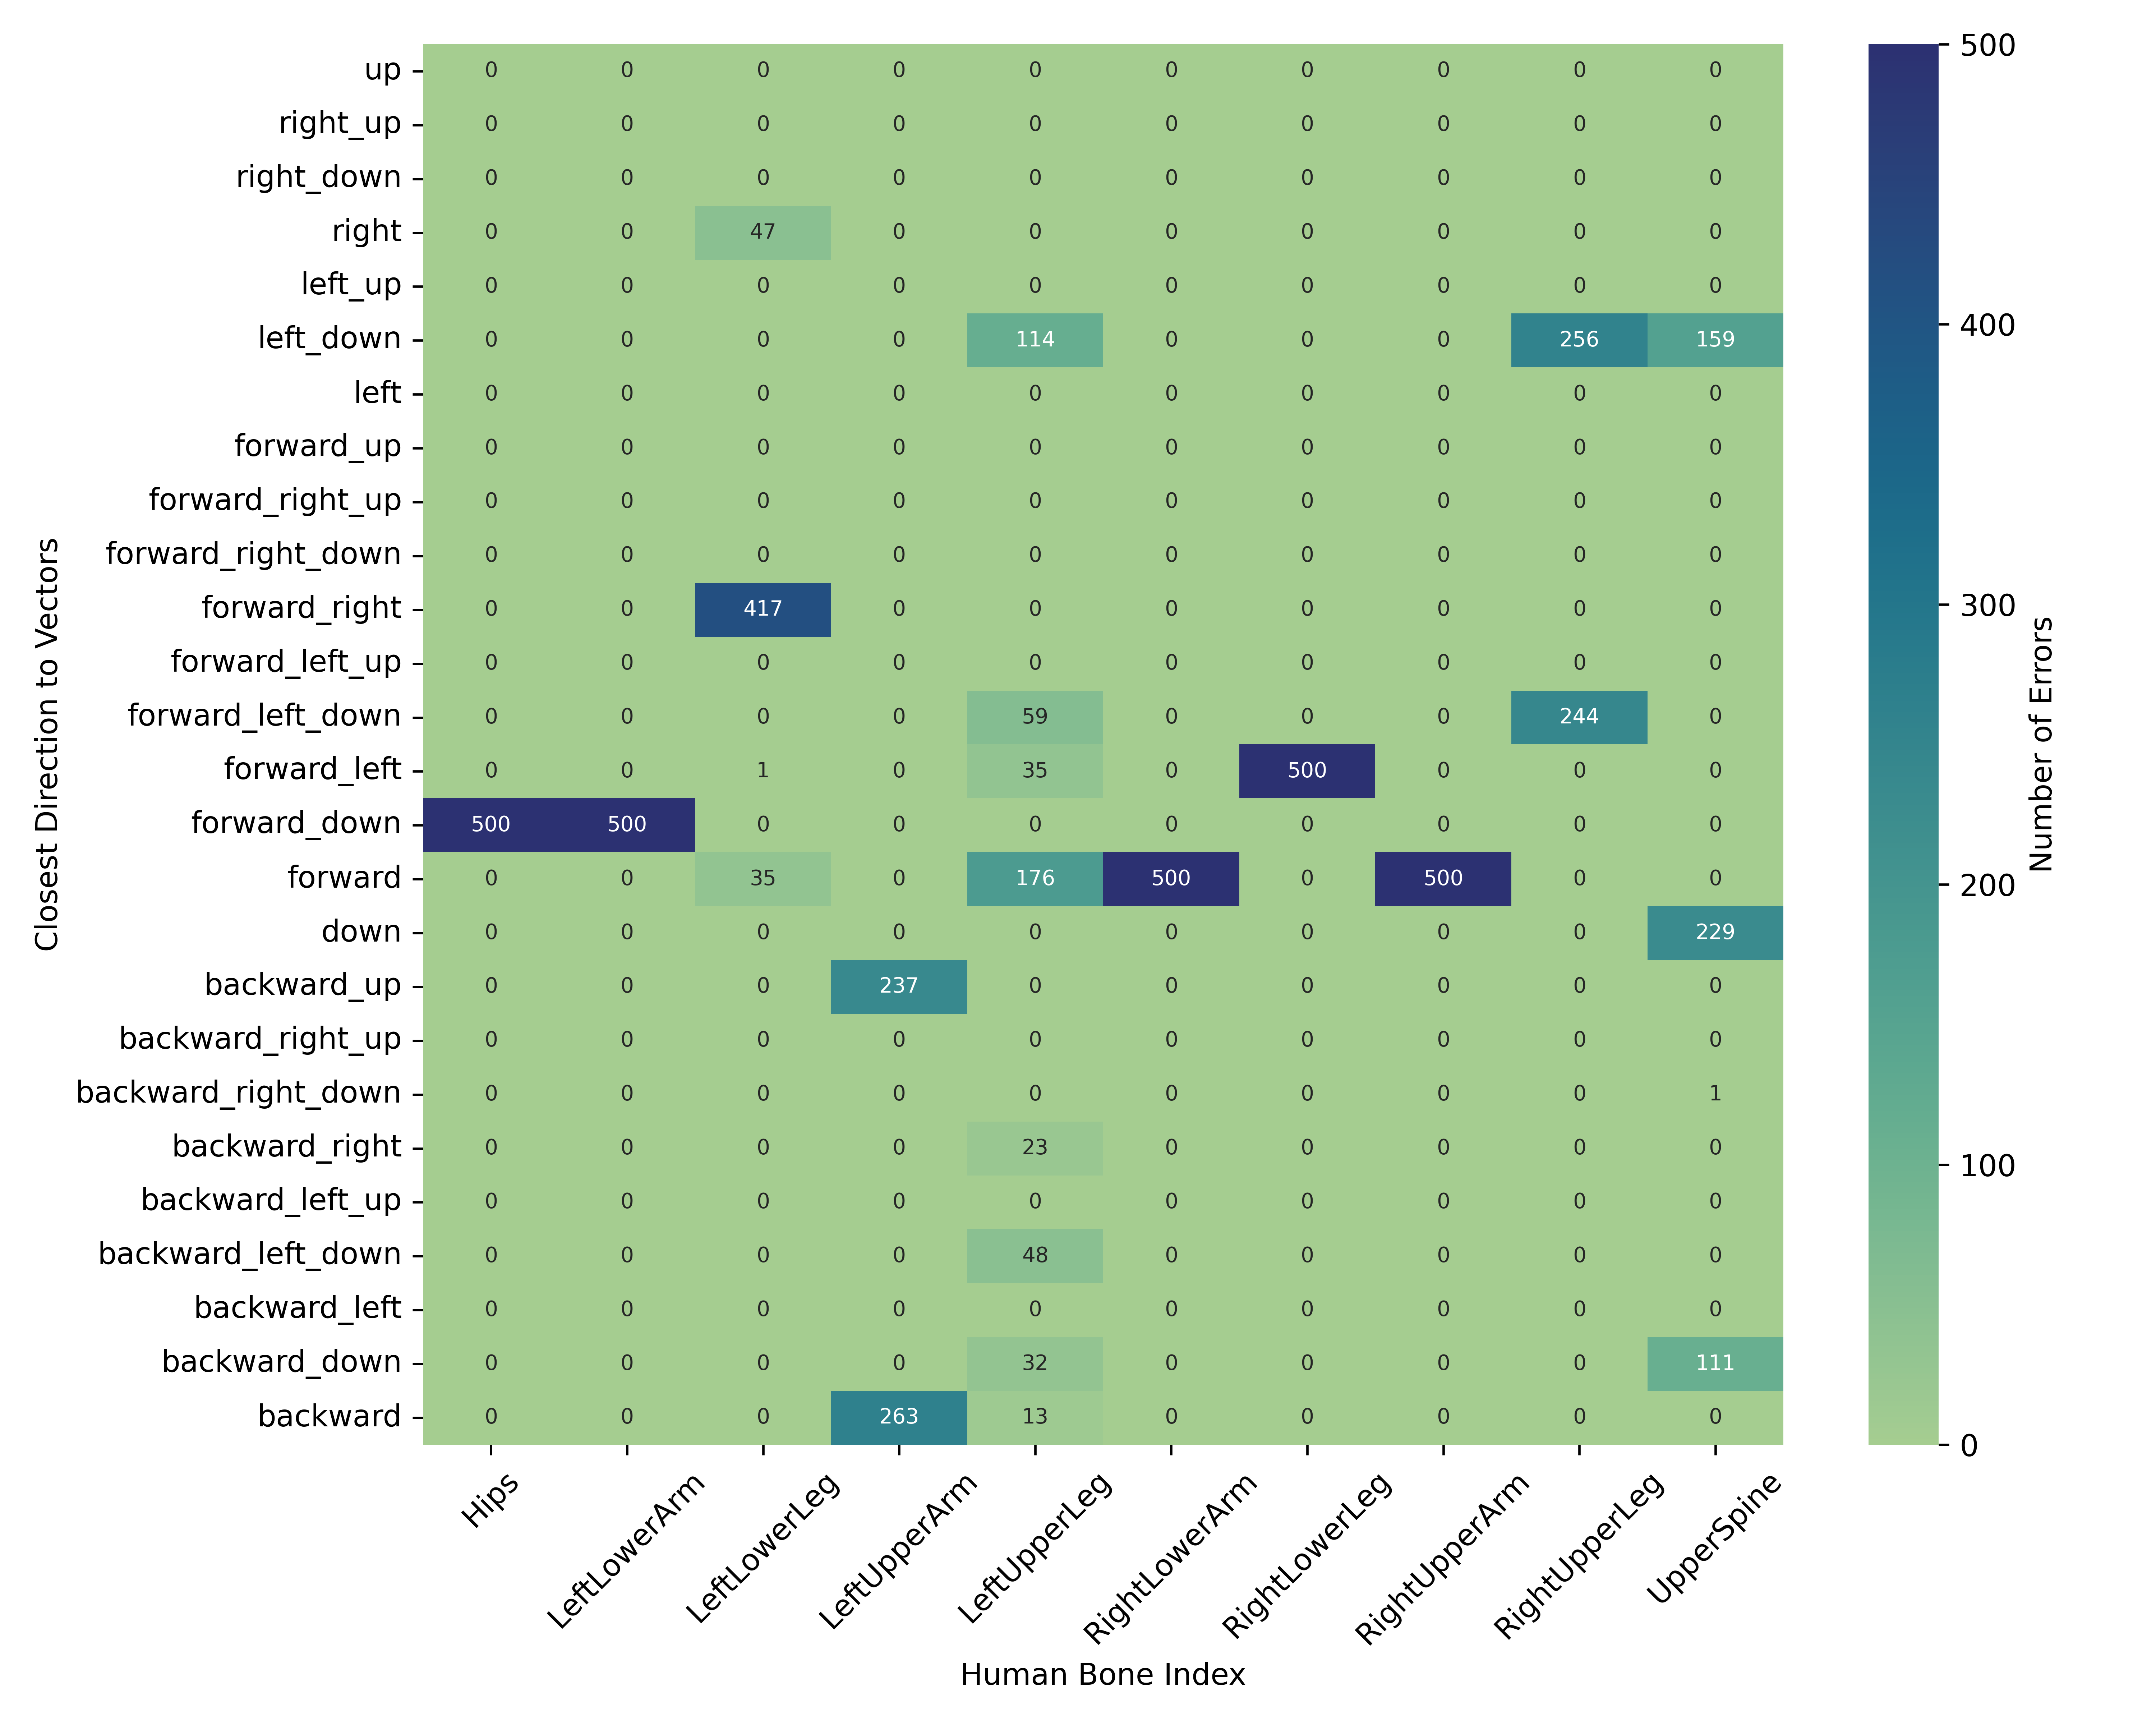 up 0 0 0 0 0 0 0 0 0 0
right_up 0 0 0 0 0 0 0 0 0 0
right_down 0 0 0 0 0 0 0 0 0 0
right 0 0 47 0 0 0 0 0 0 0
left_up 0 0 0 0 0 0 0 0 0 0
left_down 0 0 0 0 114 0 0 0 256 159
left 0 0 0 0 0 0 0 0 0 0
forward_up 0 0 0 0 0 0 0 0 0 0
forward_right_up 0 0 0 0 0 0 0 0 0 0
forward_right_down 0 0 0 0 0 0 0 0 0 0
forward_right 0 0 417 0 0 0 0 0 0 0
forward_left_up 0 0 0 0 0 0 0 0 0 0
forward_left_down 0 0 0 0 59 0 0 0 244 0
forward_left 0 0 1 0 35 0 500 0 0 0
forward_down 500 500 0 0 0 0 0 0 0 0
forward 0 0 35 0 176 500 0 500 0 0
down 0 0 0 0 0 0 0 0 0 229
backward_up 0 0 0 237 0 0 0 0 0 0
backward_right_up 0 0 0 0 0 0 0 0 0 0
backward_right_down 0 0 0 0 0 0 0 0 0 1
backward_right 0 0 0 0 23 0 0 0 0 0
backward_left_up 0 0 0 0 0 0 0 0 0 0
backward_left_down 0 0 0 0 48 0 0 0 0 0
backward_left 0 0 0 0 0 0 0 0 0 0
backward_down 0 0 0 0 32 0 0 0 0 111
backward 0 0 0 263 13 0 0 0 0 0
Hips LeftLowerArm LeftLowerLeg LeftUpperArm LeftUpperLeg RightLowerArm RightLowerLeg RightUpperArm RightUpperLeg UpperSpine
Human Bone Index
Closest Direction to Vectors
500
400
300
200
100
0
Number of Errors